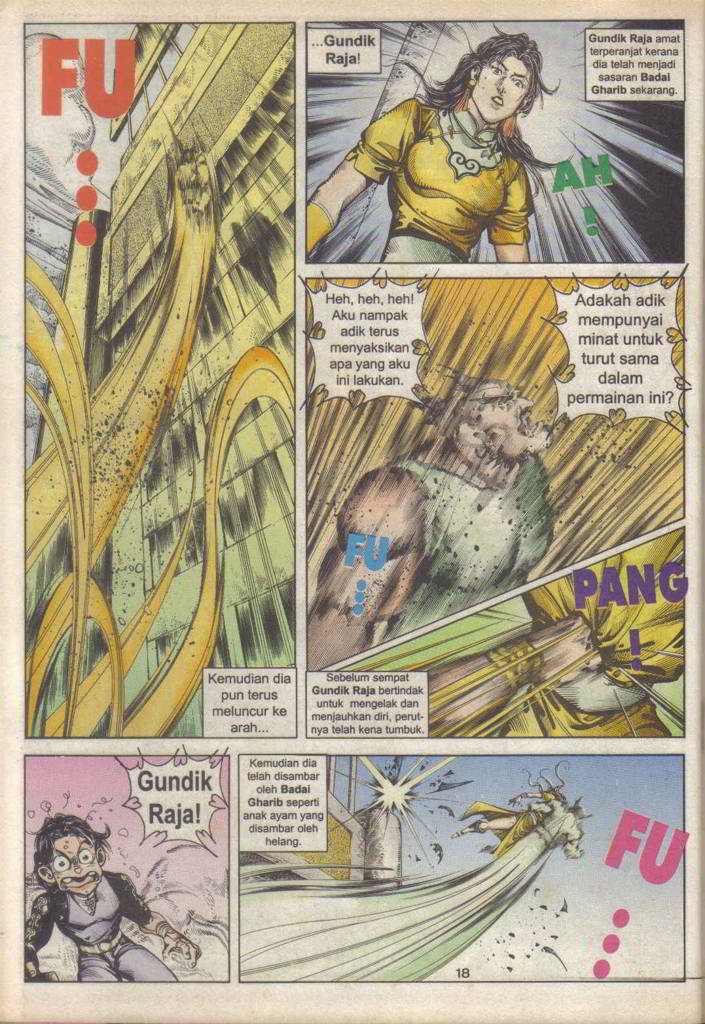 FU
...
Kemudian dia
pun terus
meluncur ke
arah...
...Gundik
Raja!
Gundik Raja amat
terperanjat kerana
dia telah menjadi
sasaran Badai
Gharib sekarang.
AH
!
Heh, heh, heh!
Aku nampak
adik terus
menyaksikan
apa yang aku
ini lakukan.
Adakah adik
mempunyai
minat untuk
turut sama
dalam
permainan ini?
FU
...
PANG
!
Sebelum sempat
Gundik Raja bertindak
untuk mengelak dan
menjauhkan diri, perut-
nya telah kena tumbuk.
Gundik
Raja!
Kemudian dia
telah disambar
oleh Badai
Gharib seperti
anak ayam yang
disambar oleh
helang.
FU
...
18